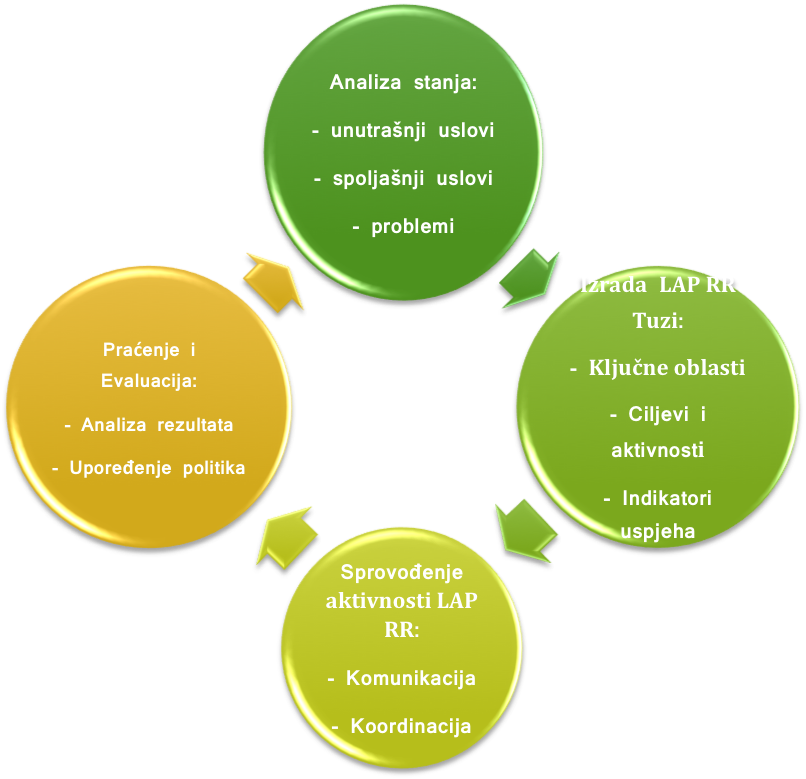 Analiza stanja:
- unutrašnji uslovi
- spoljašnji uslovi
- problemi
Izrada LAP RR
Tuzi:
- Ključne oblasti
- Ciljevi i
aktivnosti
- Indikatori
uspjeha
Sprovođenje
aktivnosti LAP
RR:
- Komunikacija
- Koordinacija
Praćenje i
Evaluacija:
- Analiza rezultata
- Upoređenje politika